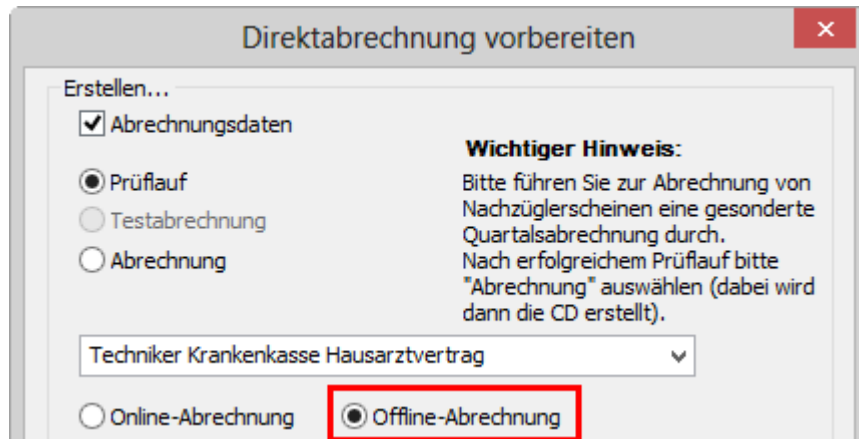 Direktabrechnung vorbereiten
Erstellen...
Abrechnungsdaten
Prüflauf
Testabrechnung
Abrechnung
Wichtiger Hinweis:
Bitte führen Sie zur Abrechnung von
Nachzüglerscheinen eine gesonderte
Quartalsabrechnung durch.
Nach erfolgreichem Prüflauf bitte
"Abrechnung" auswählen (dabei wird
dann die CD erstellt).
Techniker Krankenkasse Hausarztvertrag
Online-Abrechnung Offline-Abrechnung